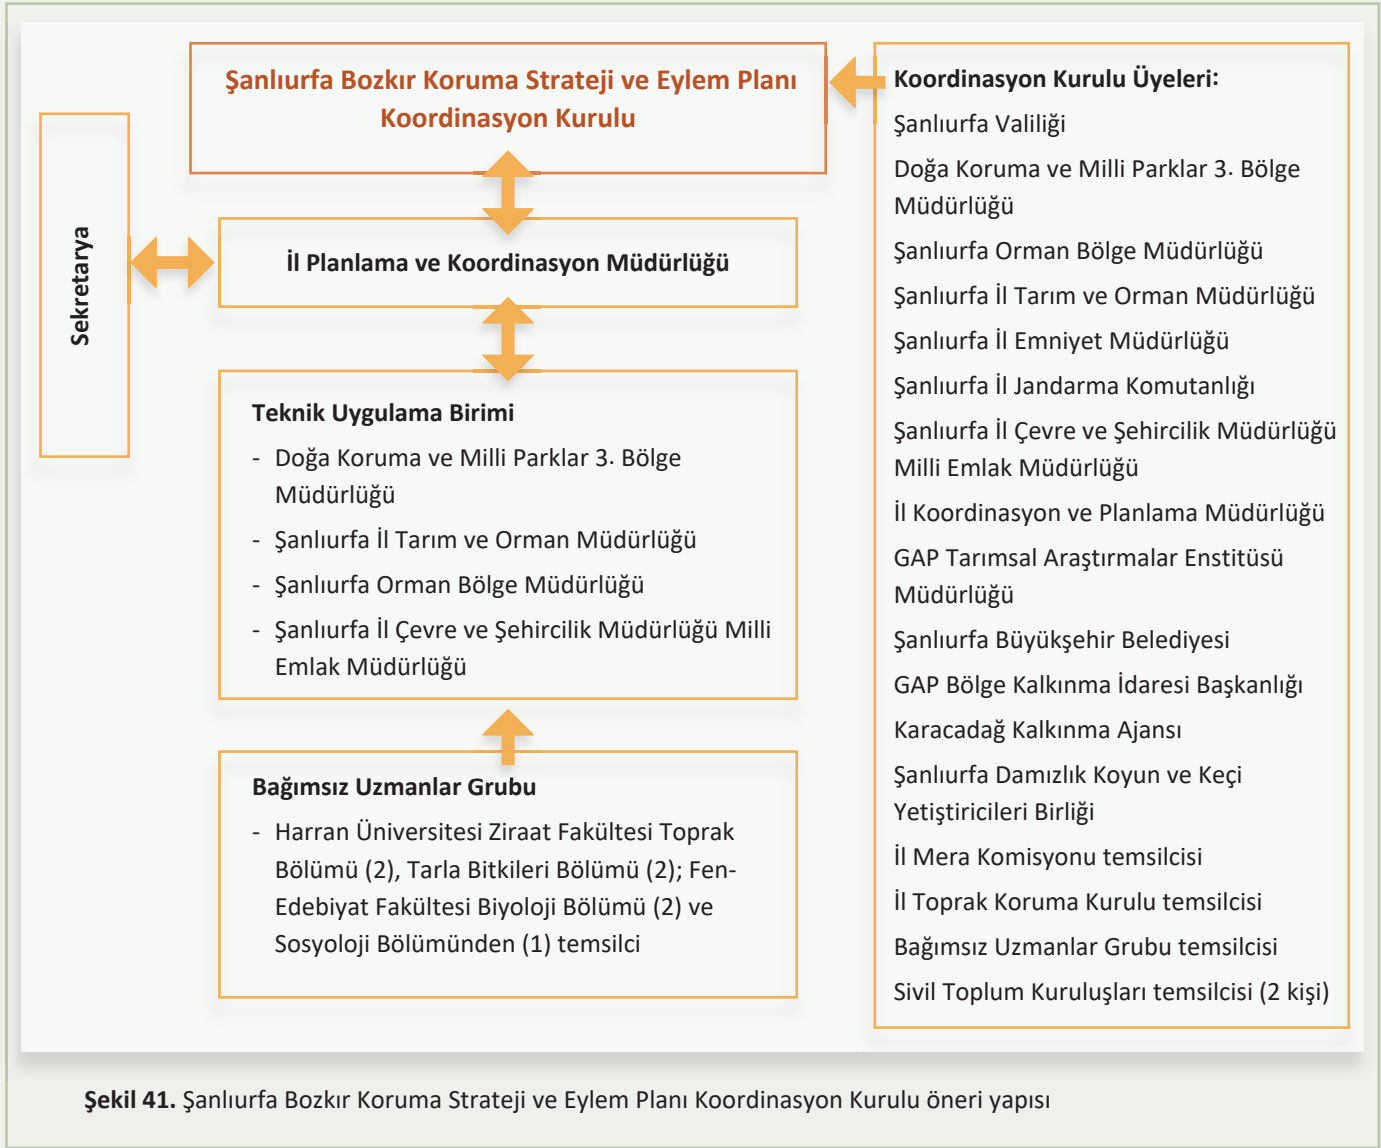 Şanlıurfa Bozkır Koruma Strateji ve Eylem Planı
Koordinasyon Kurulu
Sekretarya
İl Planlama ve Koordinasyon Müdürlüğü
Teknik Uygulama Birimi
- Doğa Koruma ve Milli Parklar 3. Bölge
Müdürlüğü
- Şanlıurfa İl Tarım ve Orman Müdürlüğü
- Şanlıurfa Orman Bölge Müdürlüğü
- Şanlıurfa İl Çevre ve Şehircilik Müdürlüğü Milli
Emlak Müdürlüğü
Bağımsız Uzmanlar Grubu
- Harran Üniversitesi Ziraat Fakültesi Toprak
Bölümü (2), Tarla Bitkileri Bölümü (2); Fen-
Edebiyat Fakültesi Biyoloji Bölümü (2) ve
Sosyoloji Bölümünden (1) temsilci
Koordinasyon Kurulu Üyeleri:
Şanlıurfa Valiliği
Doğa Koruma ve Milli Parklar 3. Bölge
Müdürlüğü
Şanlıurfa Orman Bölge Müdürlüğü
Şanlıurfa İl Tarım ve Orman Müdürlüğü
Şanlıurfa İl Emniyet Müdürlüğü
Şanlıurfa İl Jandarma Komutanlığı
Şanlıurfa İl Çevre ve Şehircilik Müdürlüğü
Milli Emlak Müdürlüğü
İl Koordinasyon ve Planlama Müdürlüğü
GAP Tarımsal Araştırmalar Enstitüsü
Müdürlüğü
Şanlıurfa Büyükşehir Belediyesi
GAP Bölge Kalkınma İdaresi Başkanlığı
Karacadağ Kalkınma Ajansı
Şanlıurfa Damızlık Koyun ve Keçi
Yetiştiricileri Birliği
İl Mera Komisyonu temsilcisi
İl Toprak Koruma Kurulu temsilcisi
Bağımsız Uzmanlar Grubu temsilcisi
Sivil Toplum Kuruluşları temsilcisi (2 kişi)
Şekil 41. Şanlıurfa Bozkır Koruma Strateji ve Eylem Planı Koordinasyon Kurulu öneri yapısı